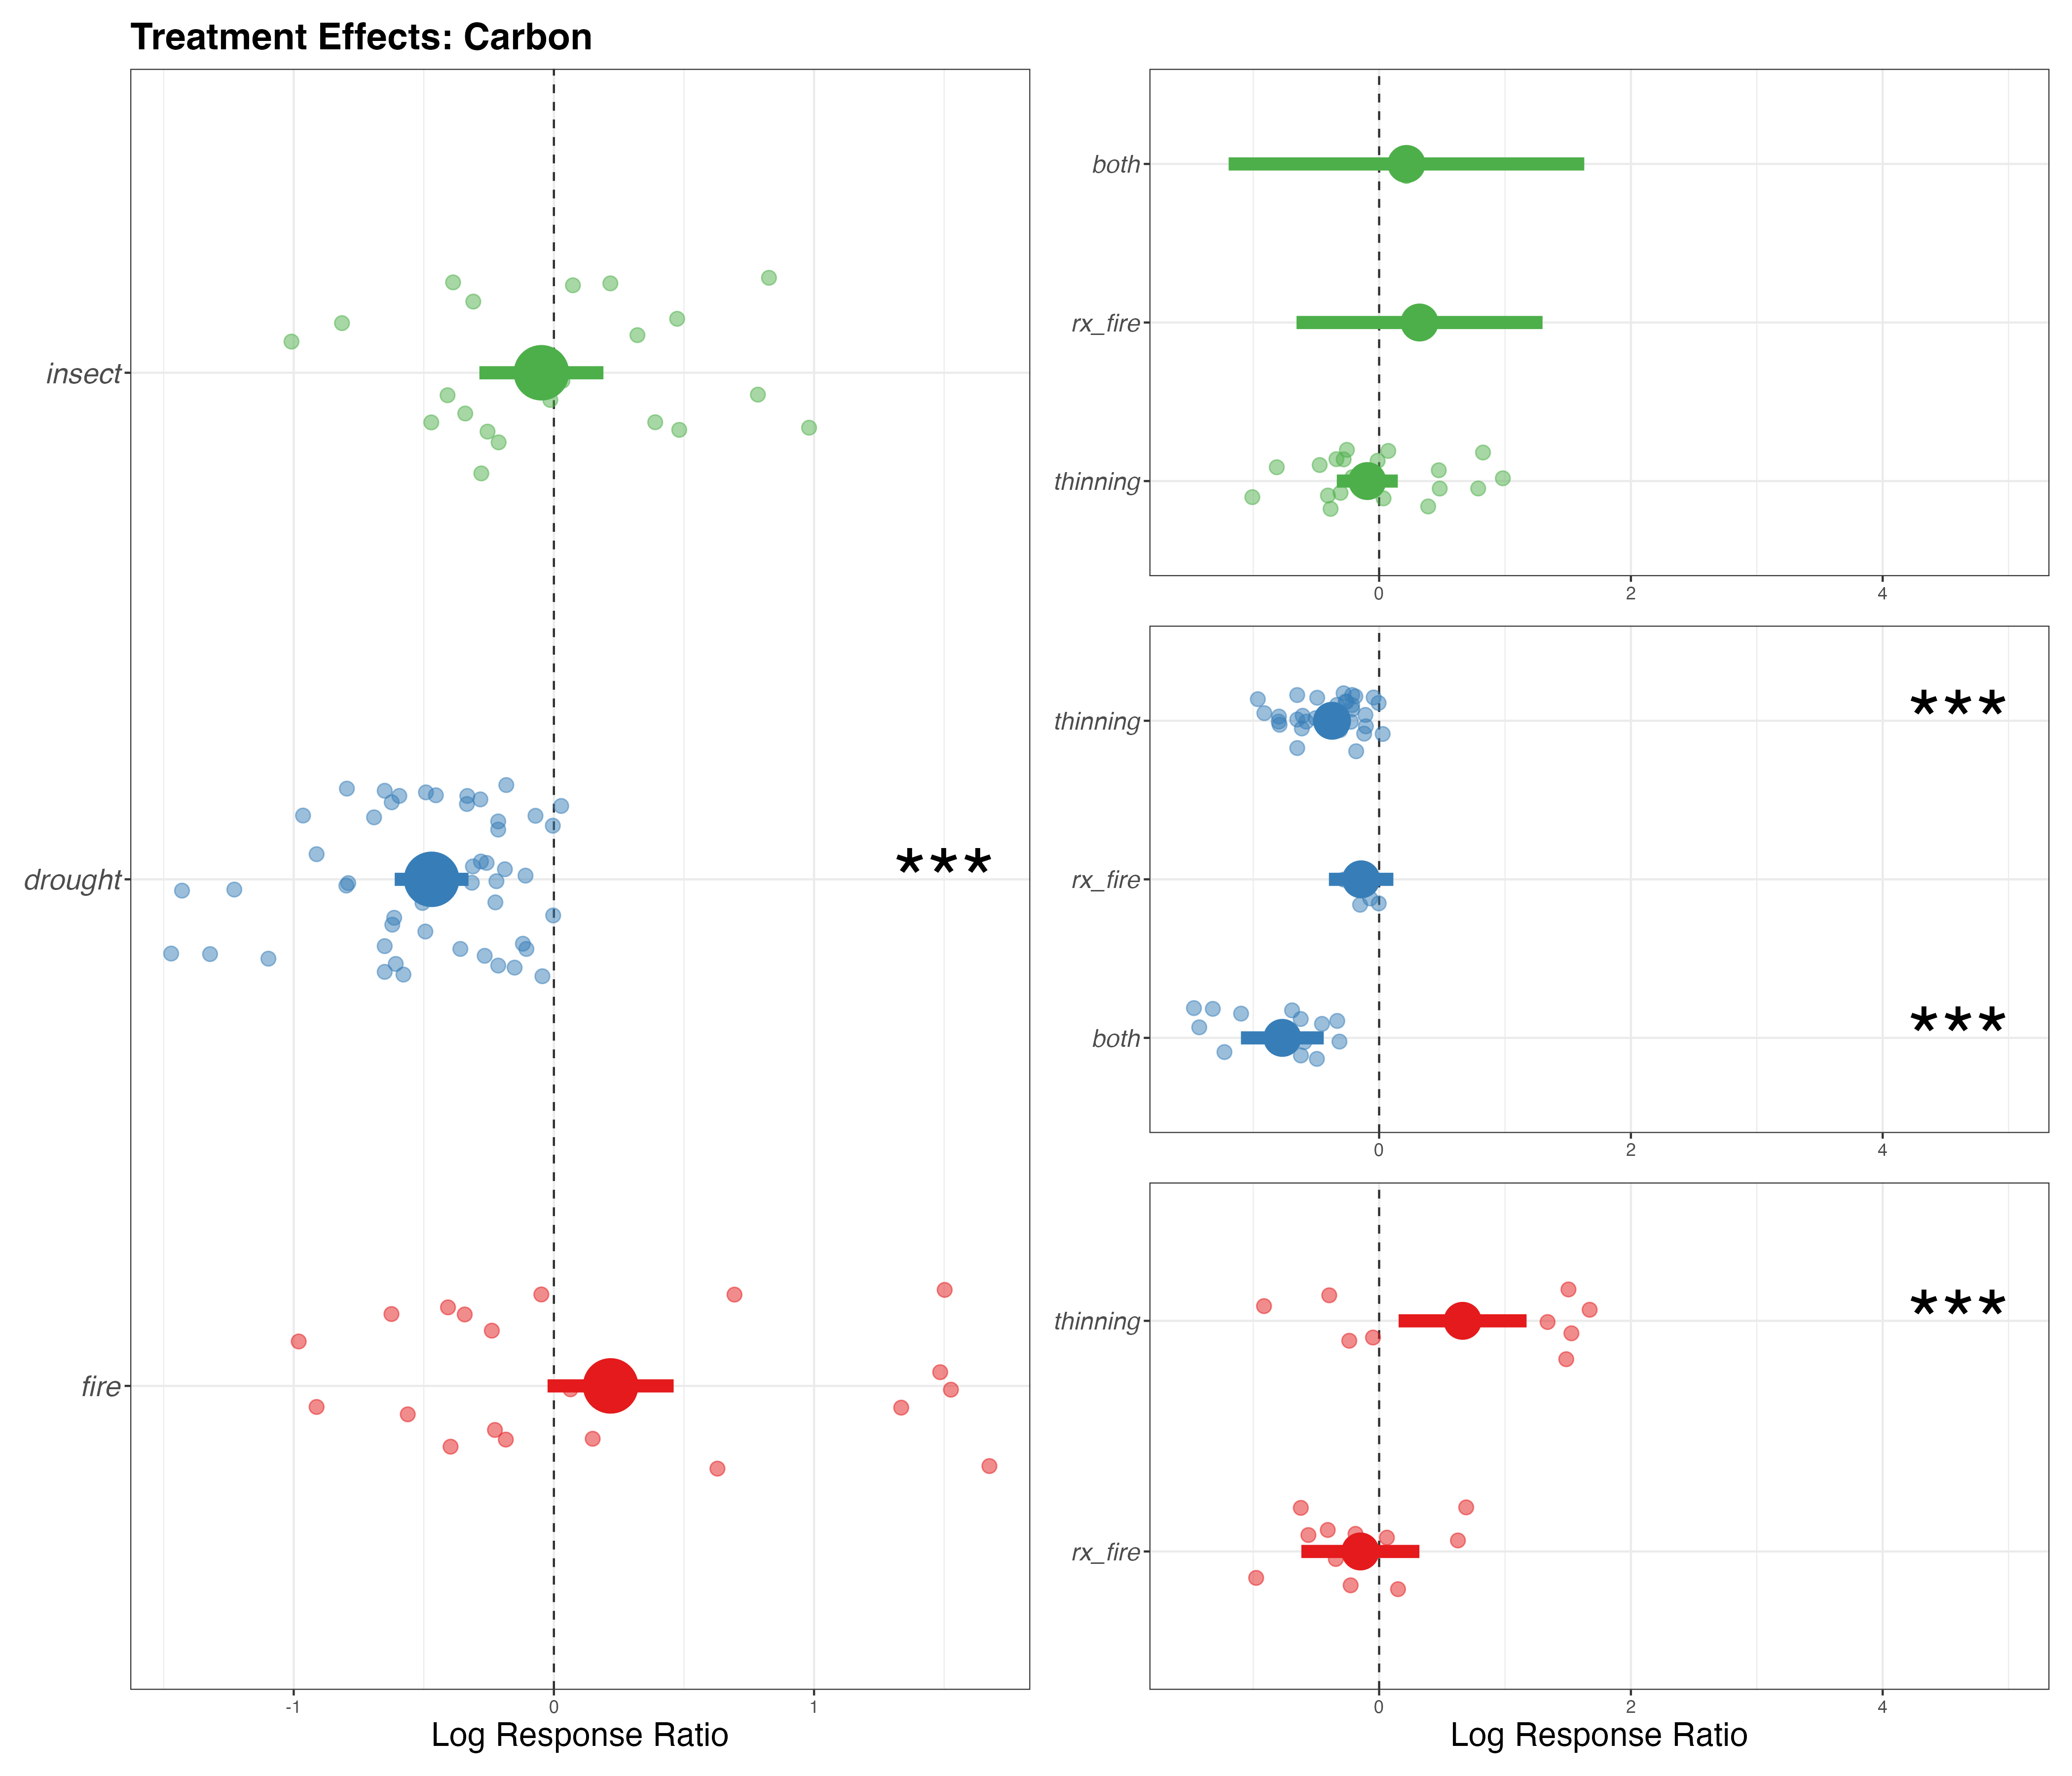 Treatment Effects: Carbon
insect
drought
***
fire
-1 0 1
Log Response Ratio
both
rx_fire
thinning
0 2 4
thinning
***
rx_fire
both
***
0 2 4
thinning
***
rx_fire
0 2 4
Log Response Ratio